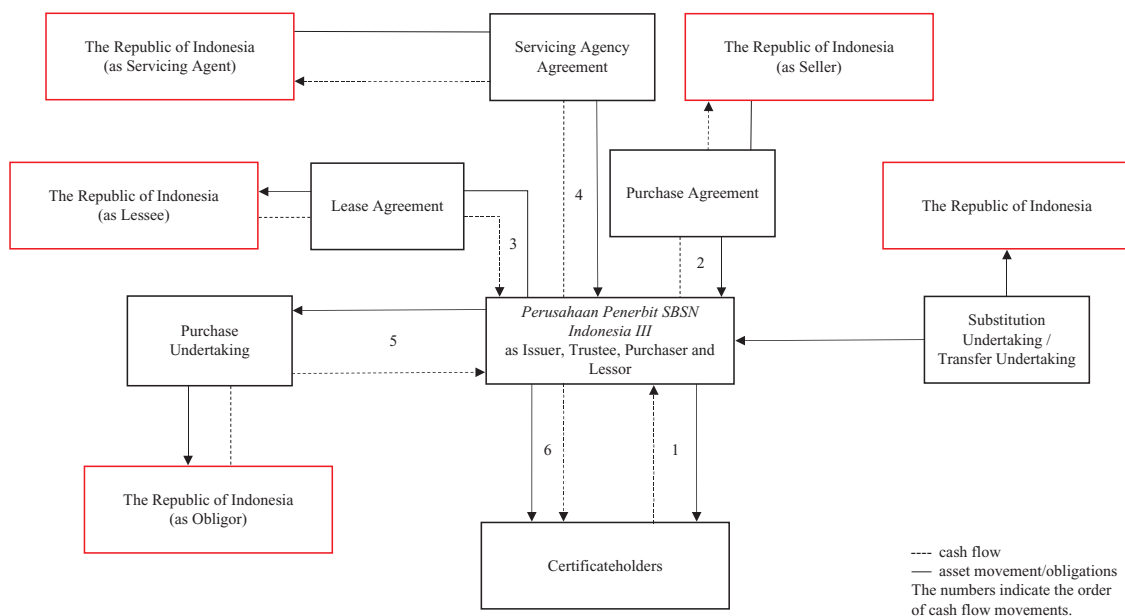 The Republic of Indonesia
(as Servicing Agent)
Servicing Agency
Agreement
The Republic of Indonesia
(as Seller)
The Republic of Indonesia
(as Lessee)
Lease Agreement
4
Purchase Agreement
The Republic of Indonesia
3
2
Purchase
Undertaking
5
Perusahaan Penerbit SBSN
Indonesia III
as Issuer, Trustee, Purchaser and
Lessor
Substitution
Undertaking /
Transfer Undertaking
6
1
The Republic of Indonesia
(as Obligor)
Certificateholders
---- cash flow
— asset movement/obligations
The numbers indicate the order
of cash flow movements.